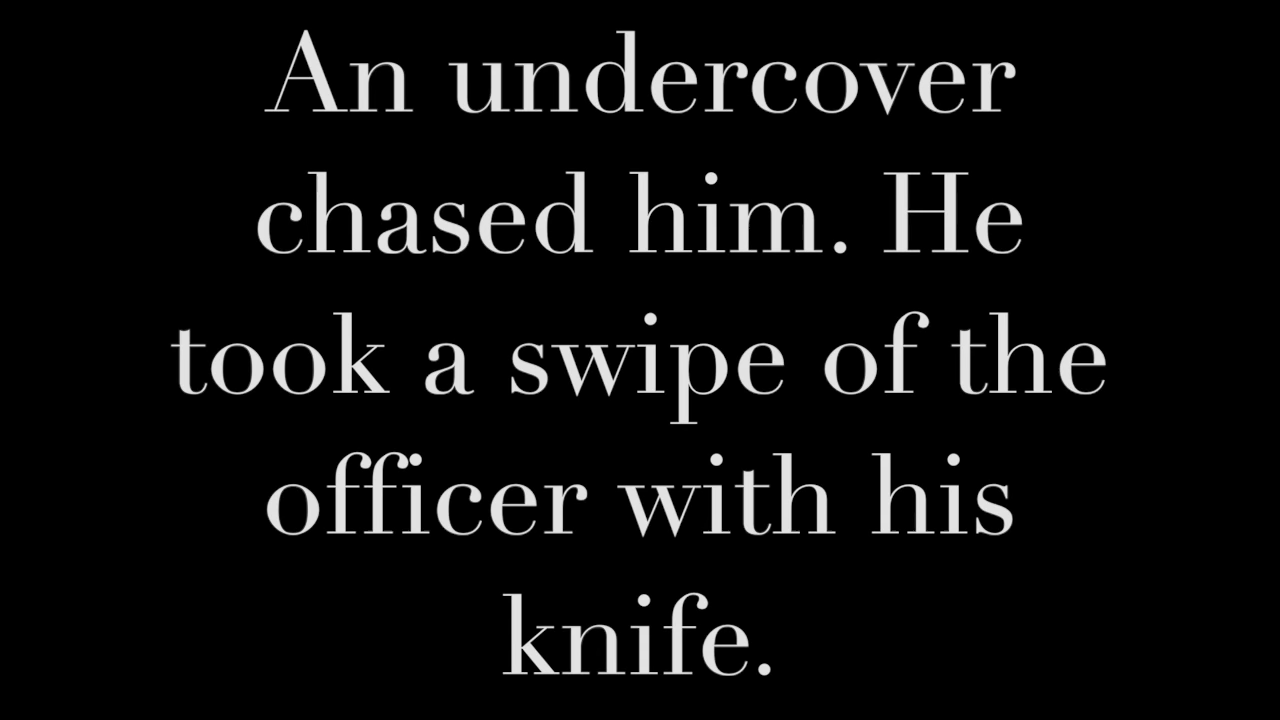 An undercover
chased him. He
took a swipe of the
officer with his
knife.